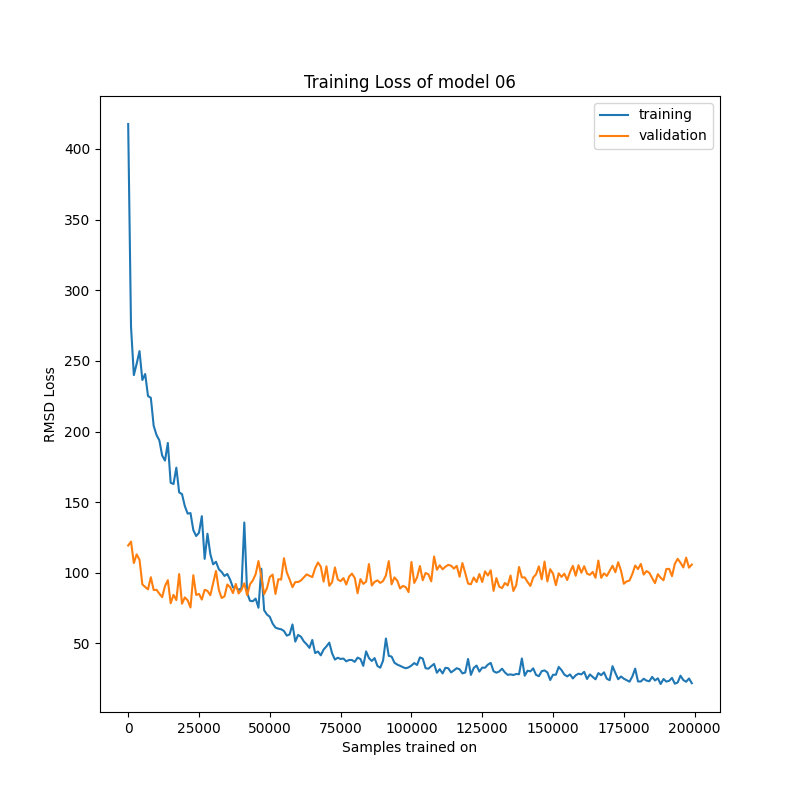 Training Loss of model 06
training
validation
RMSD Loss
400
350
300
250
200
150
100
50
0 25000 50000 75000 100000 125000 150000 175000 200000
Samples trained on